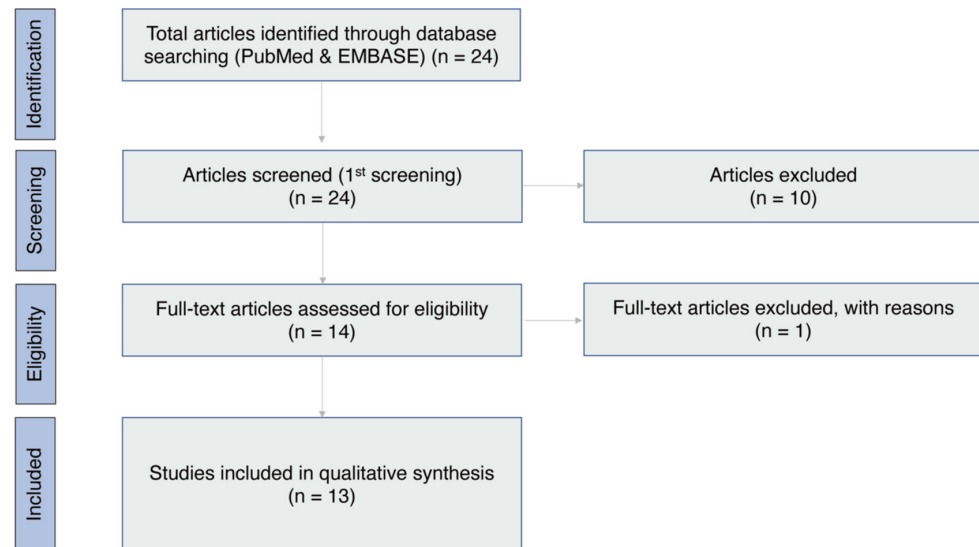 Identification
Total articles identified through database
searching (PubMed & EMBASE) (n = 24)
Screening
Articles screened (1st screening)
(n = 24)
Articles excluded
(n = 10)
Eligibility
Full-text articles assessed for eligibility
(n = 14)
Full-text articles excluded, with reasons
(n = 1)
Included
Studies included in qualitative synthesis
(n = 13)